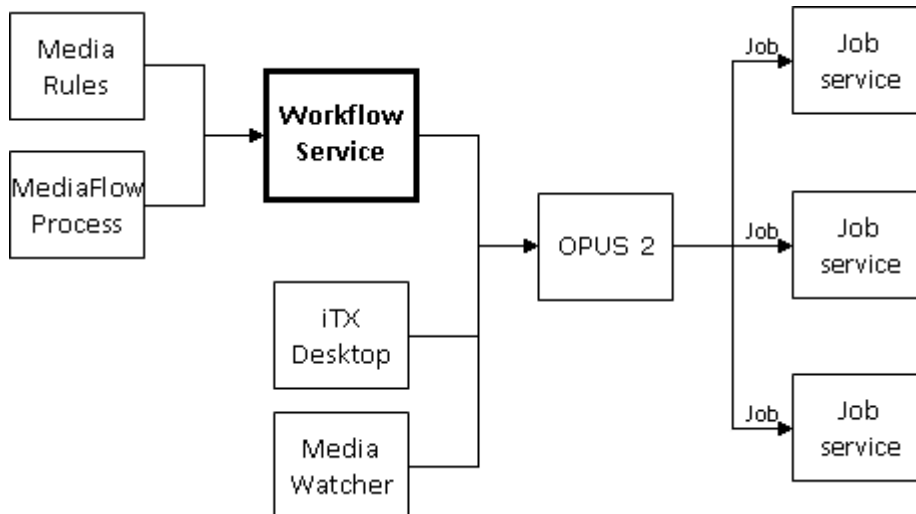 Media
Rules
MediaFlow
Process
Workflow
Service
iTX
Desktop
Media
Watcher
OPUS 2
Job
Job
service
Job
Job
service
Job
Job
service